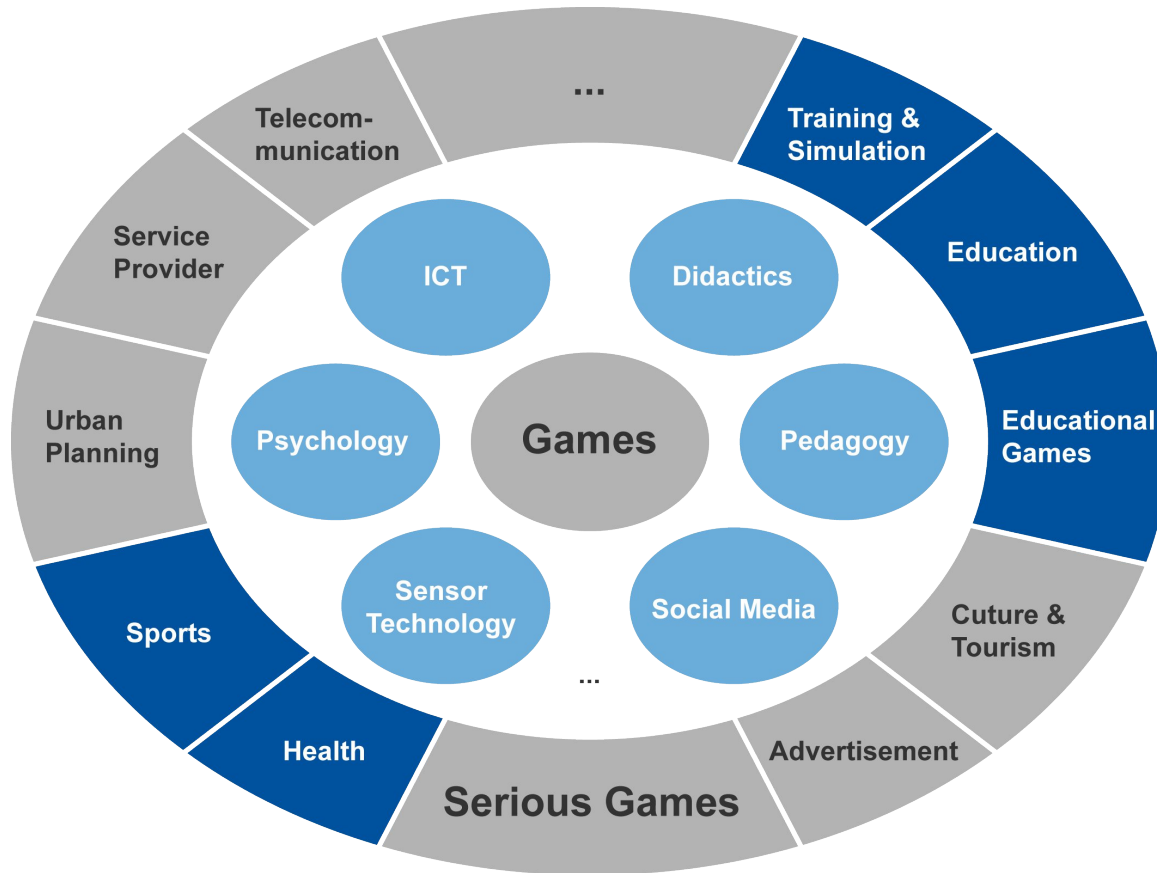 ...
Telecom-
munication
Training &
Simulation
Service
Provider
Education
ICT
Didactics
Urban
Planning
Psychology
Games
Pedagogy
Educational
Games
Sensor
Technology
Social Media
Sports
Cuture &
Tourism
...
Health
Advertisement
Serious Games